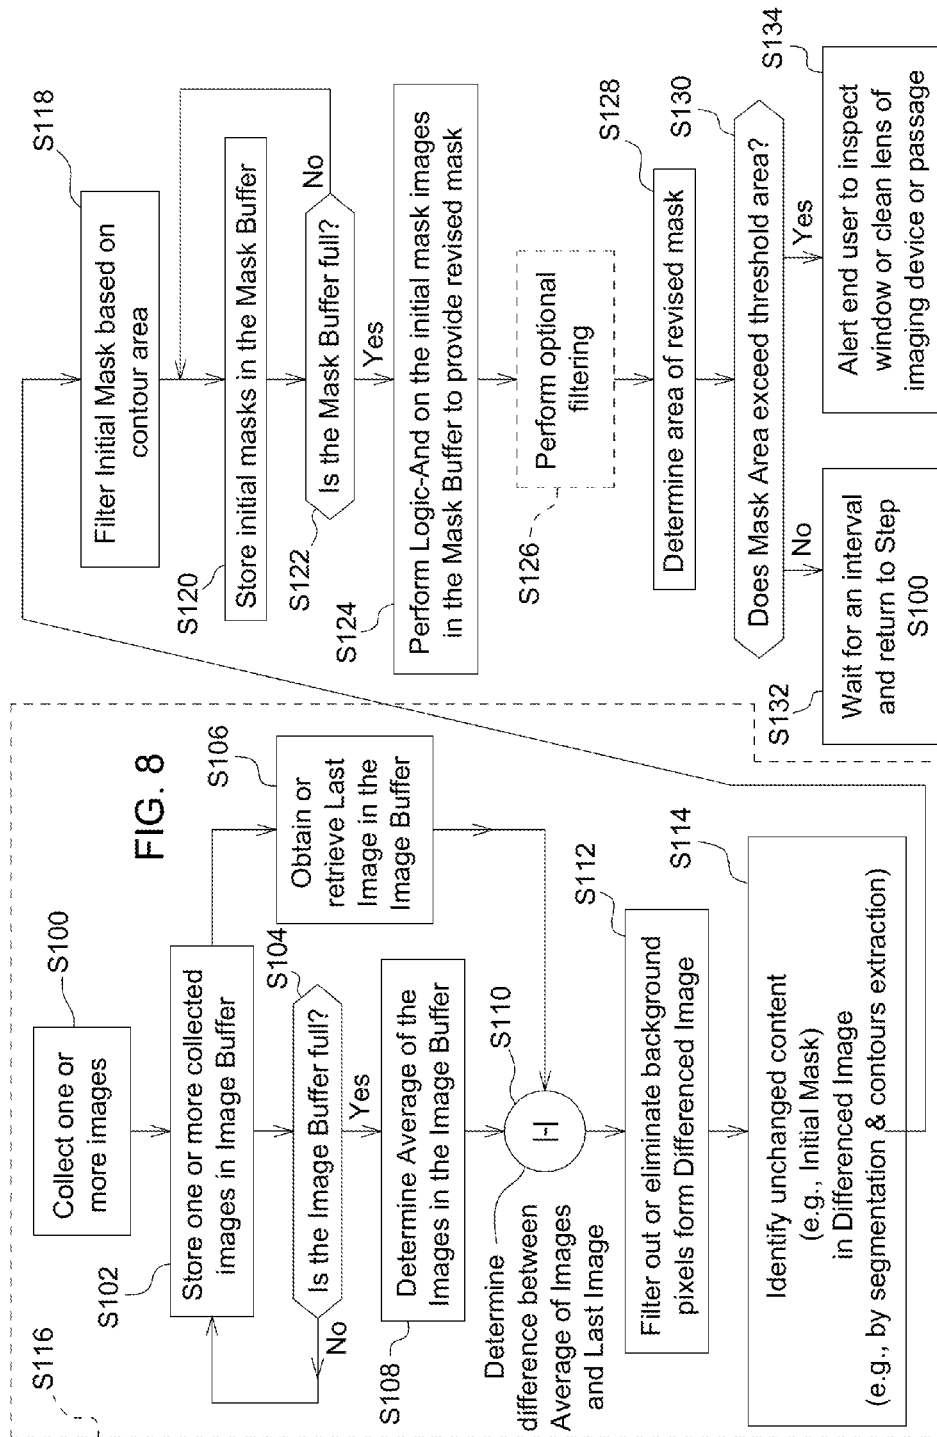 S116
FIG. 8
S100
Collect one or
more images
S102
Store one or more collected
images in Image Buffer
S104
Is the Image Buffer full?
No
Yes
S106
Obtain or
retrieve Last
Image in the
Image Buffer
S108
Determine Average of the
Images in the Image Buffer
S110
|-|
Determine
difference between
Average of Images
and Last Image
S112
Filter out or eliminate background
pixels form Differenced Image
S114
Identify unchanged content
(e.g., Initial Mask)
in Differenced Image
(e.g., by segmentation & contours extraction)
S118
Filter Initial Mask based on
contour area
S120
Store initial masks in the Mask Buffer
S122
Is the Mask Buffer full?
No
Yes
S124
Perform Logic-And on the initial mask images
in the Mask Buffer to provide revised mask
S126
Perform optional
filtering
S128
Determine area of revised mask
S130
Does Mask Area exceed threshold area?
No
Yes
S132
Wait for an interval
and return to Step
S100
S134
Alert end user to inspect
window or clean lens of
imaging device or passage